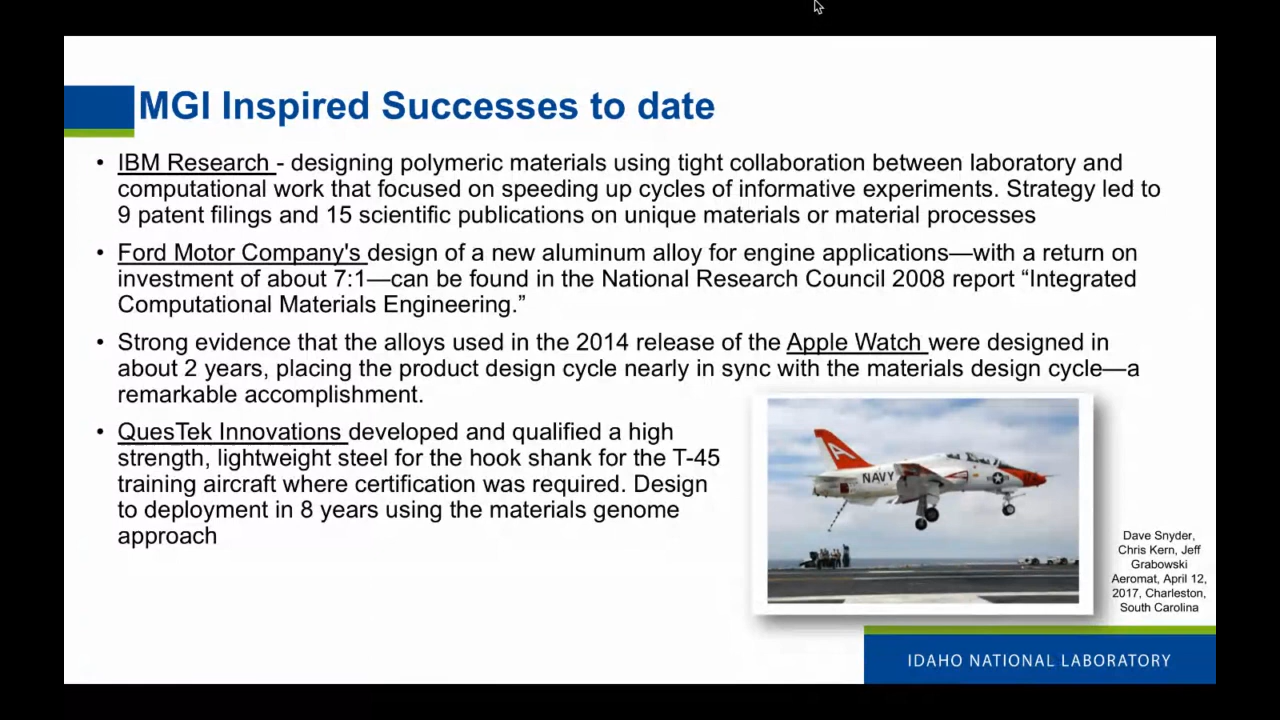 MGI Inspired Successes to date
• IBM Research - designing polymeric materials using tight collaboration between laboratory and
computational work that focused on speeding up cycles of informative experiments. Strategy led to
9 patent filings and 15 scientific publications on unique materials or material processes
• Ford Motor Company's design of a new aluminum alloy for engine applications—with a return on
investment of about 7:1—can be found in the National Research Council 2008 report “Integrated
Computational Materials Engineering.”
• Strong evidence that the alloys used in the 2014 release of the Apple Watch were designed in
about 2 years, placing the product design cycle nearly in sync with the materials design cycle—a
remarkable accomplishment.
• QuesTek Innovations developed and qualified a high
strength, lightweight steel for the hook shank for the T-45
training aircraft where certification was required. Design
to deployment in 8 years using the materials genome
approach
A
NAVY
Dave Snyder,
Chris Kern, Jeff
Grabowski
Aeromat, April 12,
2017, Charleston,
South Carolina
IDAHO NATIONAL LABORATORY